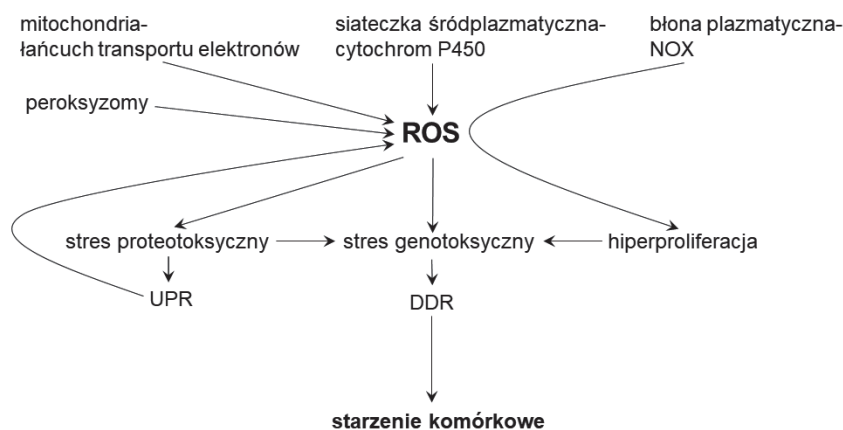 mitochondria-
łańcuch transportu elektronów
siateczka śródplazmatyczna-
cytochrom P450
błona plazmatyczna-
NOX
peroksyzomy
ROS
stres proteotoksyczny
stres genotoksyczny
hiperproliferacja
UPR
DDR
starzenie komórkowe